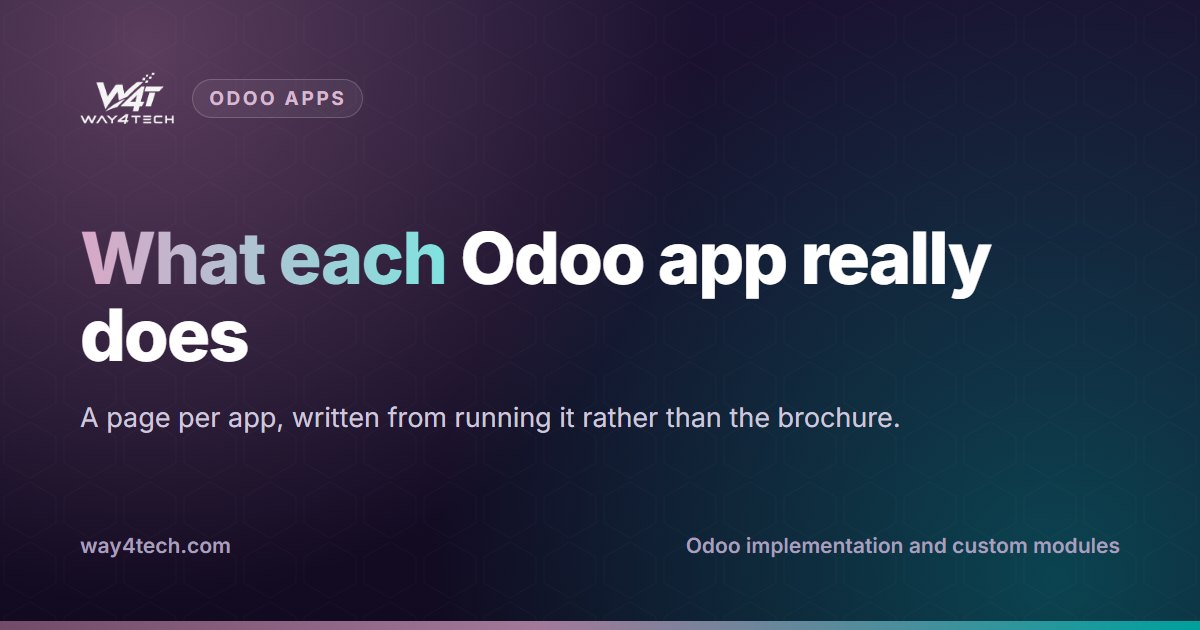 W4T
WAY4TECH
ODOO APPS
What each Odoo app really
does
A page per app, written from running it rather than the brochure.
way4tech.com
Odoo implementation and custom modules